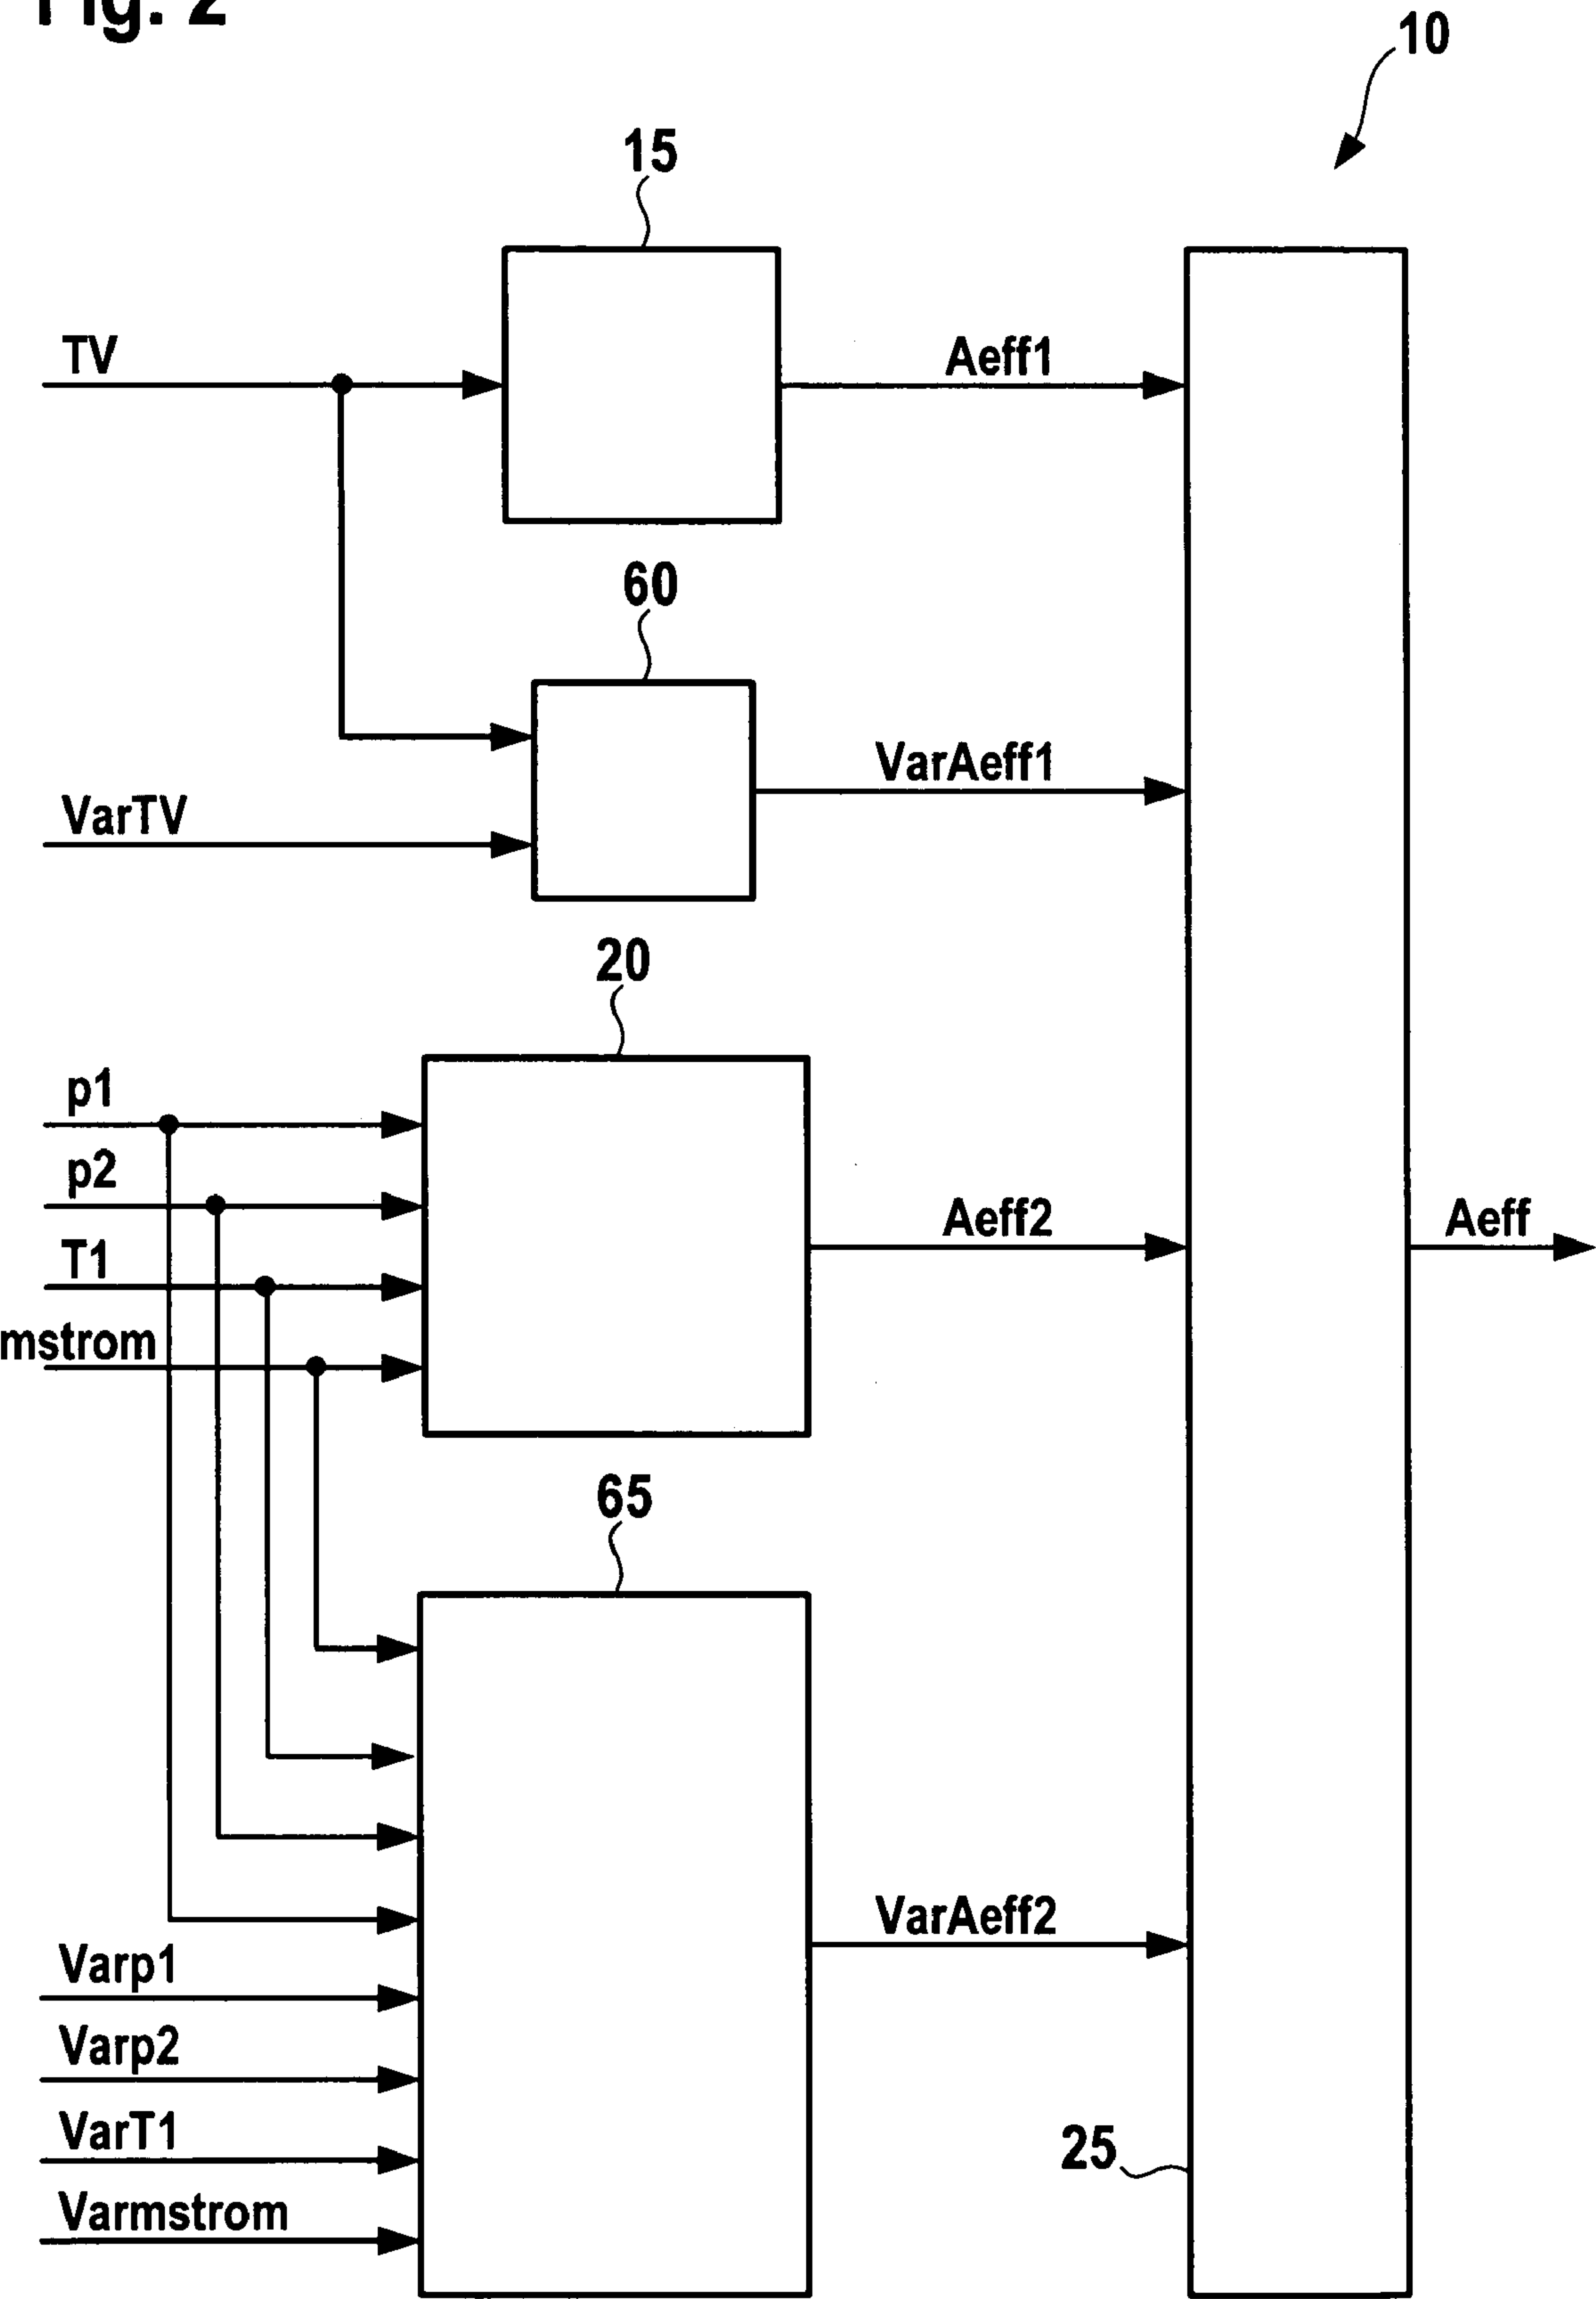 Fig. 2
10
15
TV
Aeff1
60
VarAeff1
VarTV
20
p1
p2
Aeff2
Aeff
T1
mstrom
65
VarAeff2
Varp1
Varp2
VarT1
25
Varmstrom